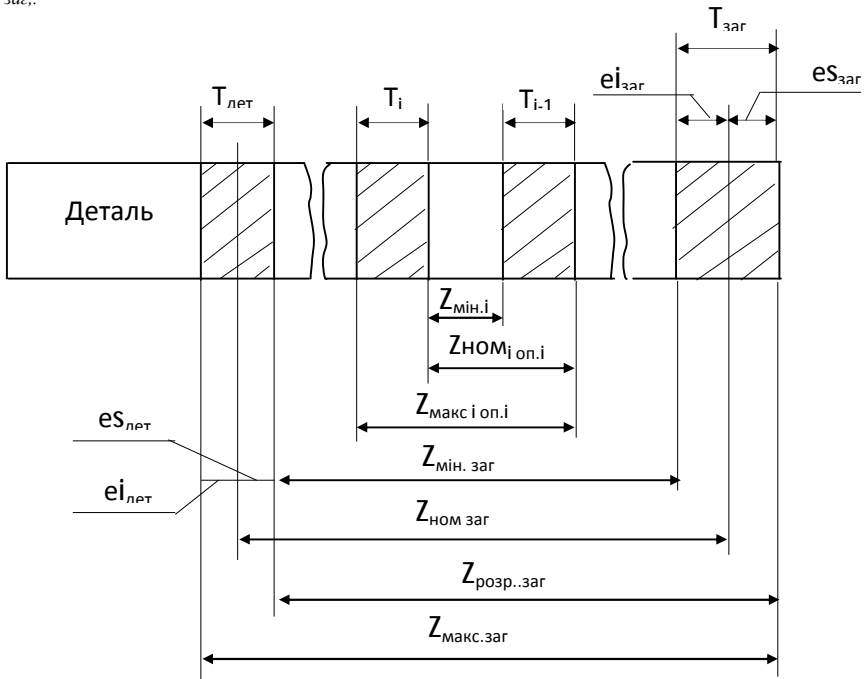 заг,.
Tзаг
eiзаг
esзаг
Tдет
Ti
Ti-1
Деталь
Zмін.i
Zномi оп.i
Zмакс i оп.i
esдет
Zмін. заг
eiдет
Zном заг
Zрозр..заг
Zмакс.заг